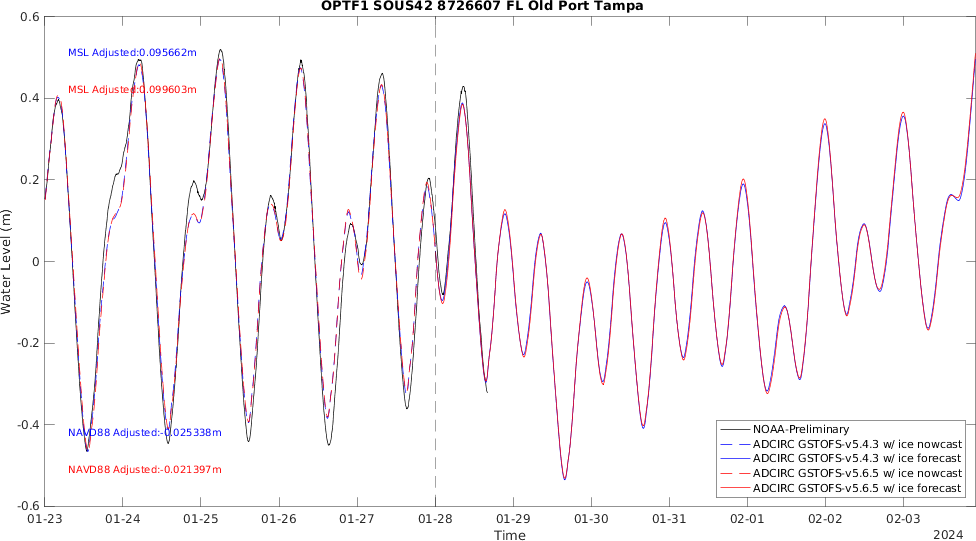 OPTF1 SOUS42 8726607 FL Old Port Tampa
0.6
MSL Adjusted:0.095662m
0.4
MSL Adjusted:0.099603m
0.2
Water Level (m)
0
-0.2
-0.4
NAVD88 Adjusted:-0.025338m
NAVD88 Adjusted:-0.021397m
-0.6
NOAA-Preliminary
ADCIRC GSTOFS-v5.4.3 w/ ice nowcast
ADCIRC GSTOFS-v5.4.3 w/ ice forecast
ADCIRC GSTOFS-v5.6.5 w/ ice nowcast
ADCIRC GSTOFS-v5.6.5 w/ ice forecast
01-23 01-24 01-25 01-26 01-27 01-28 01-29 01-30 01-31 02-01 02-02 02-03
Time
2024